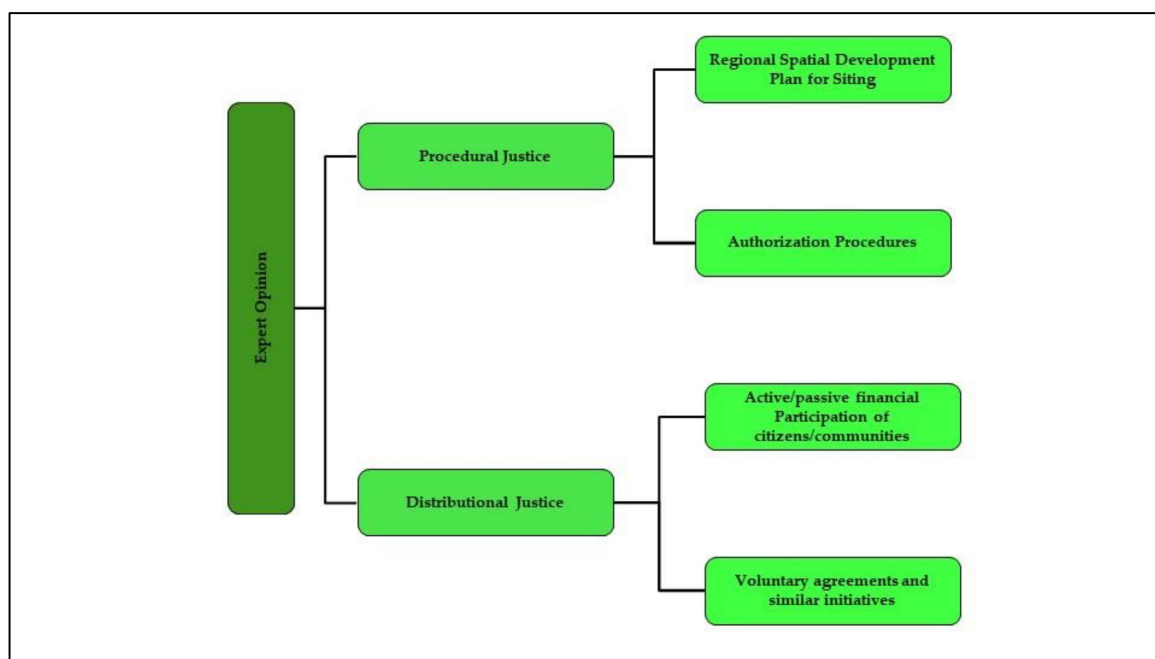 Expert Opinion
Procedural Justice
Regional Spatial Development
Plan for Siting
Authorization Procedures
Distributional Justice
Active/passive financial
Participation of
citizens/communities
Voluntary agreements and
similar initiatives